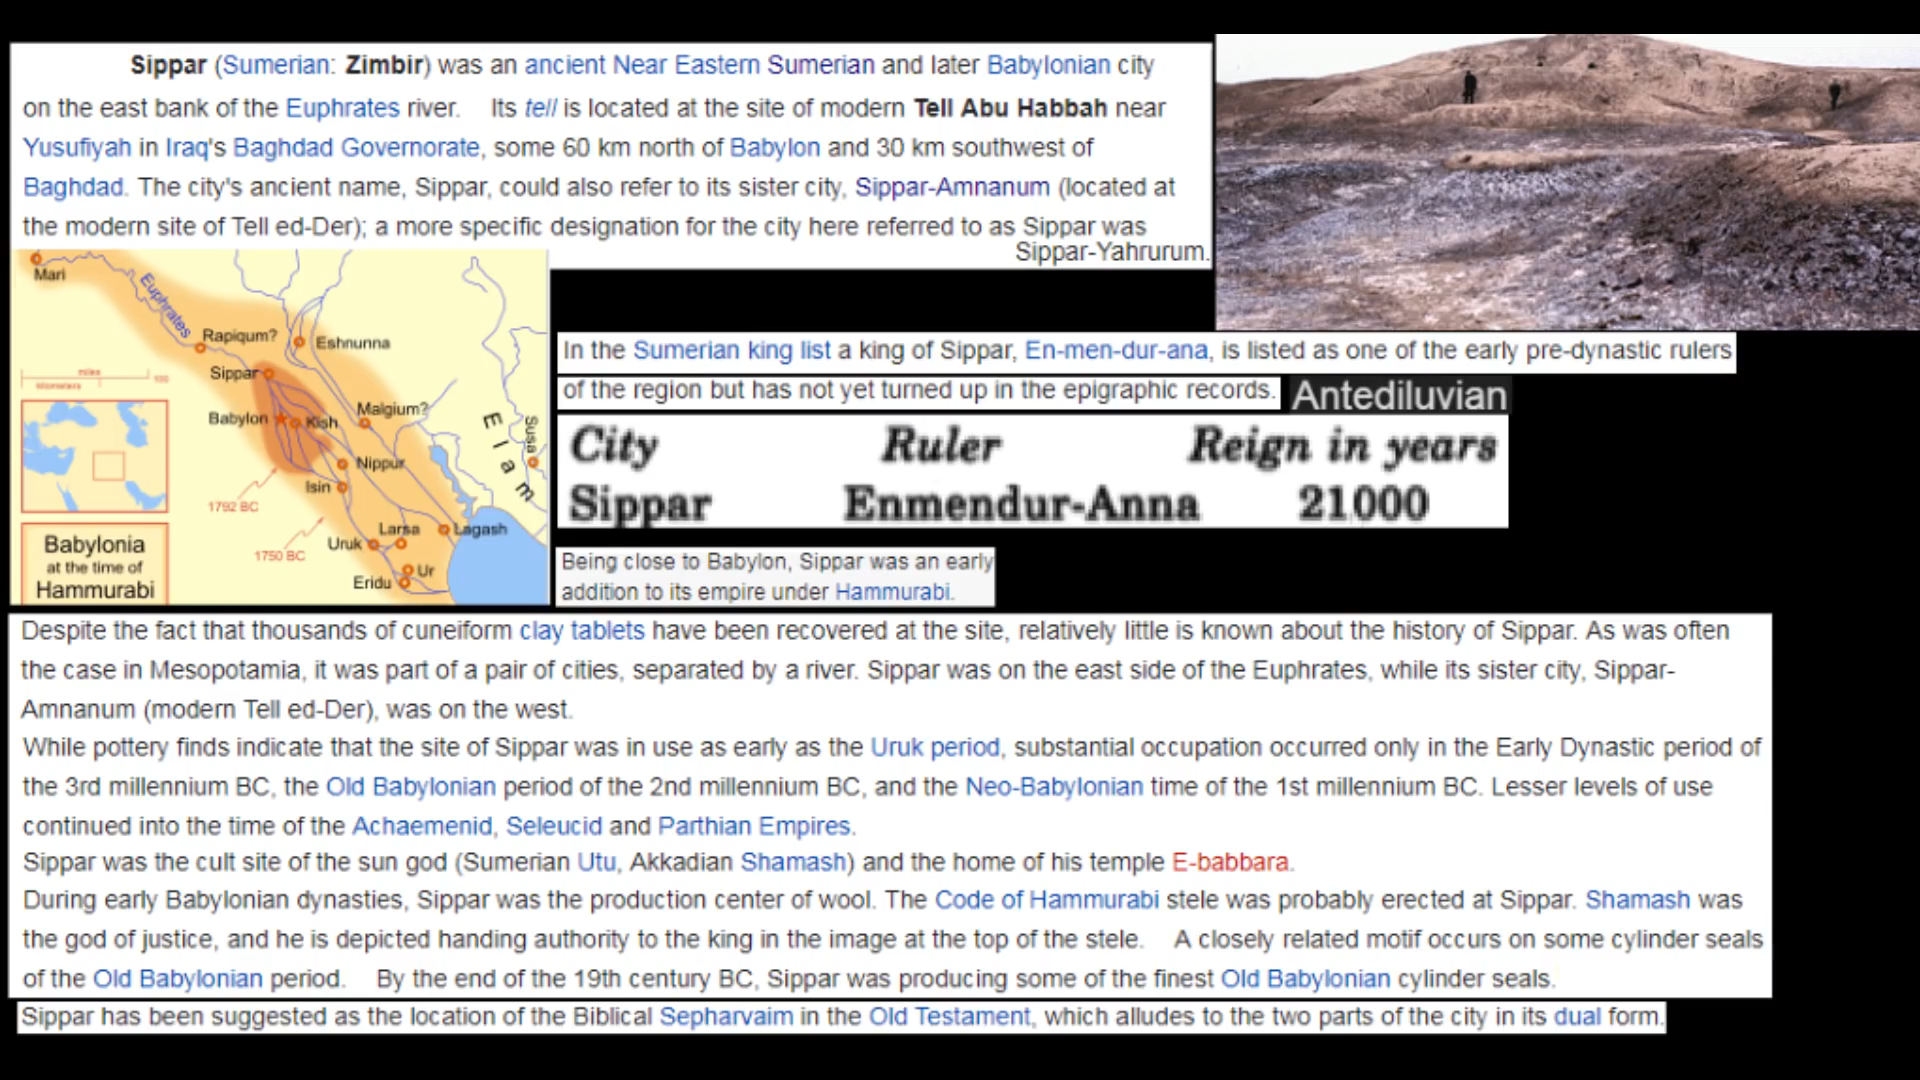 Sippar (Sumerian: Zimbir) was an ancient Near Eastern Sumerian and later Babylonian city
on the east bank of the Euphrates river. Its tell is located at the site of modern Tell Abu Habbah near
Yusufiyah in Iraq's Baghdad Governorate, some 60 km north of Babylon and 30 km southwest of
Baghdad. The city's ancient name, Sippar, could also refer to its sister city, Sippar-Amnanum (located at
the modern site of Tell ed-Der); a more specific designation for the city here referred to as Sippar was
Sippar-Yahrurum.
Mari
Euphrates
Rapiqum?
Eshnunna
Sippar
miles
100
kilometers
Babylon
Kish
Malgium?
Elam
Susa
Nippur
Isin
1792 BC
Larsa
Lagash
Uruk
1750 BC
Ur
Eridu
Babylonia
at the time of
Hammurabi
In the Sumerian king list a king of Sippar, En-men-dur-ana, is listed as one of the early pre-dynastic rulers
of the region but has not yet turned up in the epigraphic records. Antediluvian
City Ruler Reign in years
Sippar Enmendur-Anna 21000
Being close to Babylon, Sippar was an early
addition to its empire under Hammurabi.
Despite the fact that thousands of cuneiform clay tablets have been recovered at the site, relatively little is known about the history of Sippar. As was often
the case in Mesopotamia, it was part of a pair of cities, separated by a river. Sippar was on the east side of the Euphrates, while its sister city, Sippar-
Amnanum (modern Tell ed-Der), was on the west.
While pottery finds indicate that the site of Sippar was in use as early as the Uruk period, substantial occupation occurred only in the Early Dynastic period of
the 3rd millennium BC, the Old Babylonian period of the 2nd millennium BC, and the Neo-Babylonian time of the 1st millennium BC. Lesser levels of use
continued into the time of the Achaemenid, Seleucid and Parthian Empires.
Sippar was the cult site of the sun god (Sumerian Utu, Akkadian Shamash) and the home of his temple E-babbara.
During early Babylonian dynasties, Sippar was the production center of wool. The Code of Hammurabi stele was probably erected at Sippar. Shamash was
the god of justice, and he is depicted handing authority to the king in the image at the top of the stele. A closely related motif occurs on some cylinder seals
of the Old Babylonian period. By the end of the 19th century BC, Sippar was producing some of the finest Old Babylonian cylinder seals.
Sippar has been suggested as the location of the Biblical Sepharvaim in the Old Testament, which alludes to the two parts of the city in its dual form.